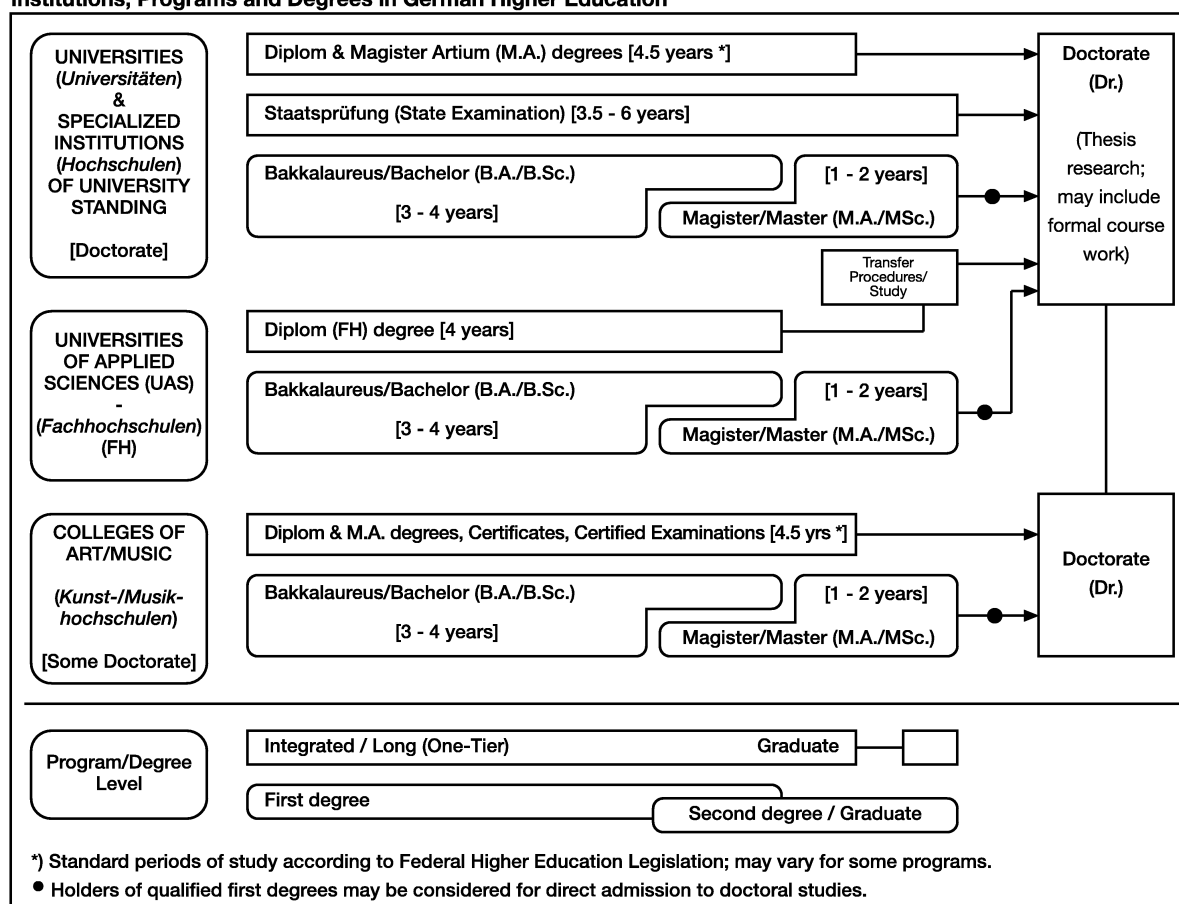 Institutions, Programs and Degrees in German Higher Education
UNIVERSITIES
(Universitäten)
&
SPECIALIZED
INSTITUTIONS
(Hochschulen)
OF UNIVERSITY
STANDING
[Doctorate]
Diplom & Magister Artium (M.A.) degrees [4.5 years *]
Staatsprüfung (State Examination) [3.5 - 6 years]
Bakkalaureus/Bachelor (B.A./B.Sc.)
[3 - 4 years]
[1 - 2 years]
Magister/Master (M.A./MSc.)
Transfer
Procedures/
Study
Doctorate
(Dr.)
(Thesis
research;
may include
formal course
work)
UNIVERSITIES
OF APPLIED
SCIENCES (UAS)
-
(Fachhochschulen)
(FH)
Diplom (FH) degree [4 years]
Bakkalaureus/Bachelor (B.A./B.Sc.)
[3 - 4 years]
[1 - 2 years]
Magister/Master (M.A./MSc.)
COLLEGES OF
ART/MUSIC
(Kunst-/Musik-
hochschulen)
[Some Doctorate]
Diplom & M.A. degrees, Certificates, Certified Examinations [4.5 yrs *]
Bakkalaureus/Bachelor (B.A./B.Sc.)
[3 - 4 years]
[1 - 2 years]
Magister/Master (M.A./MSc.)
Doctorate
(Dr.)
Program/Degree
Level
Integrated / Long (One-Tier) Graduate
First degree
Second degree / Graduate
*) Standard periods of study according to Federal Higher Education Legislation; may vary for some programs.
● Holders of qualified first degrees may be considered for direct admission to doctoral studies.